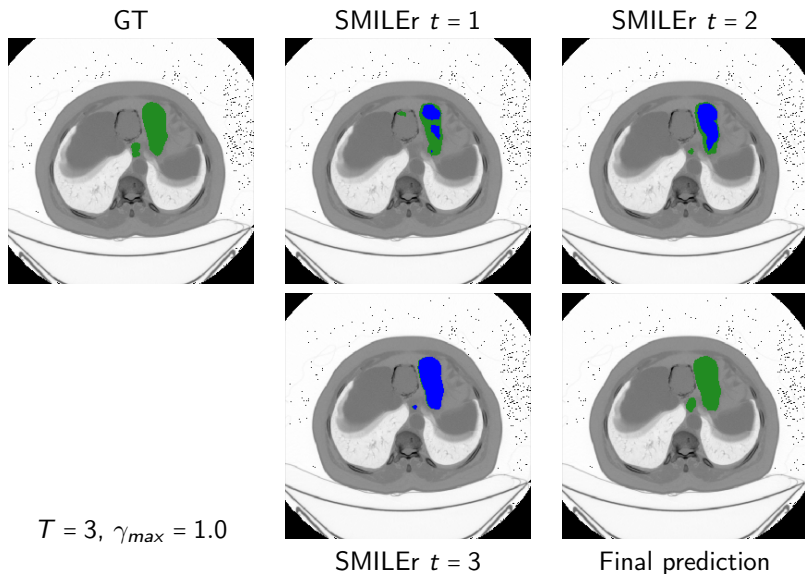 GT
SMILEr t = 1
SMILEr t = 2
T = 3, γmax = 1.0
SMILEr t = 3
Final prediction